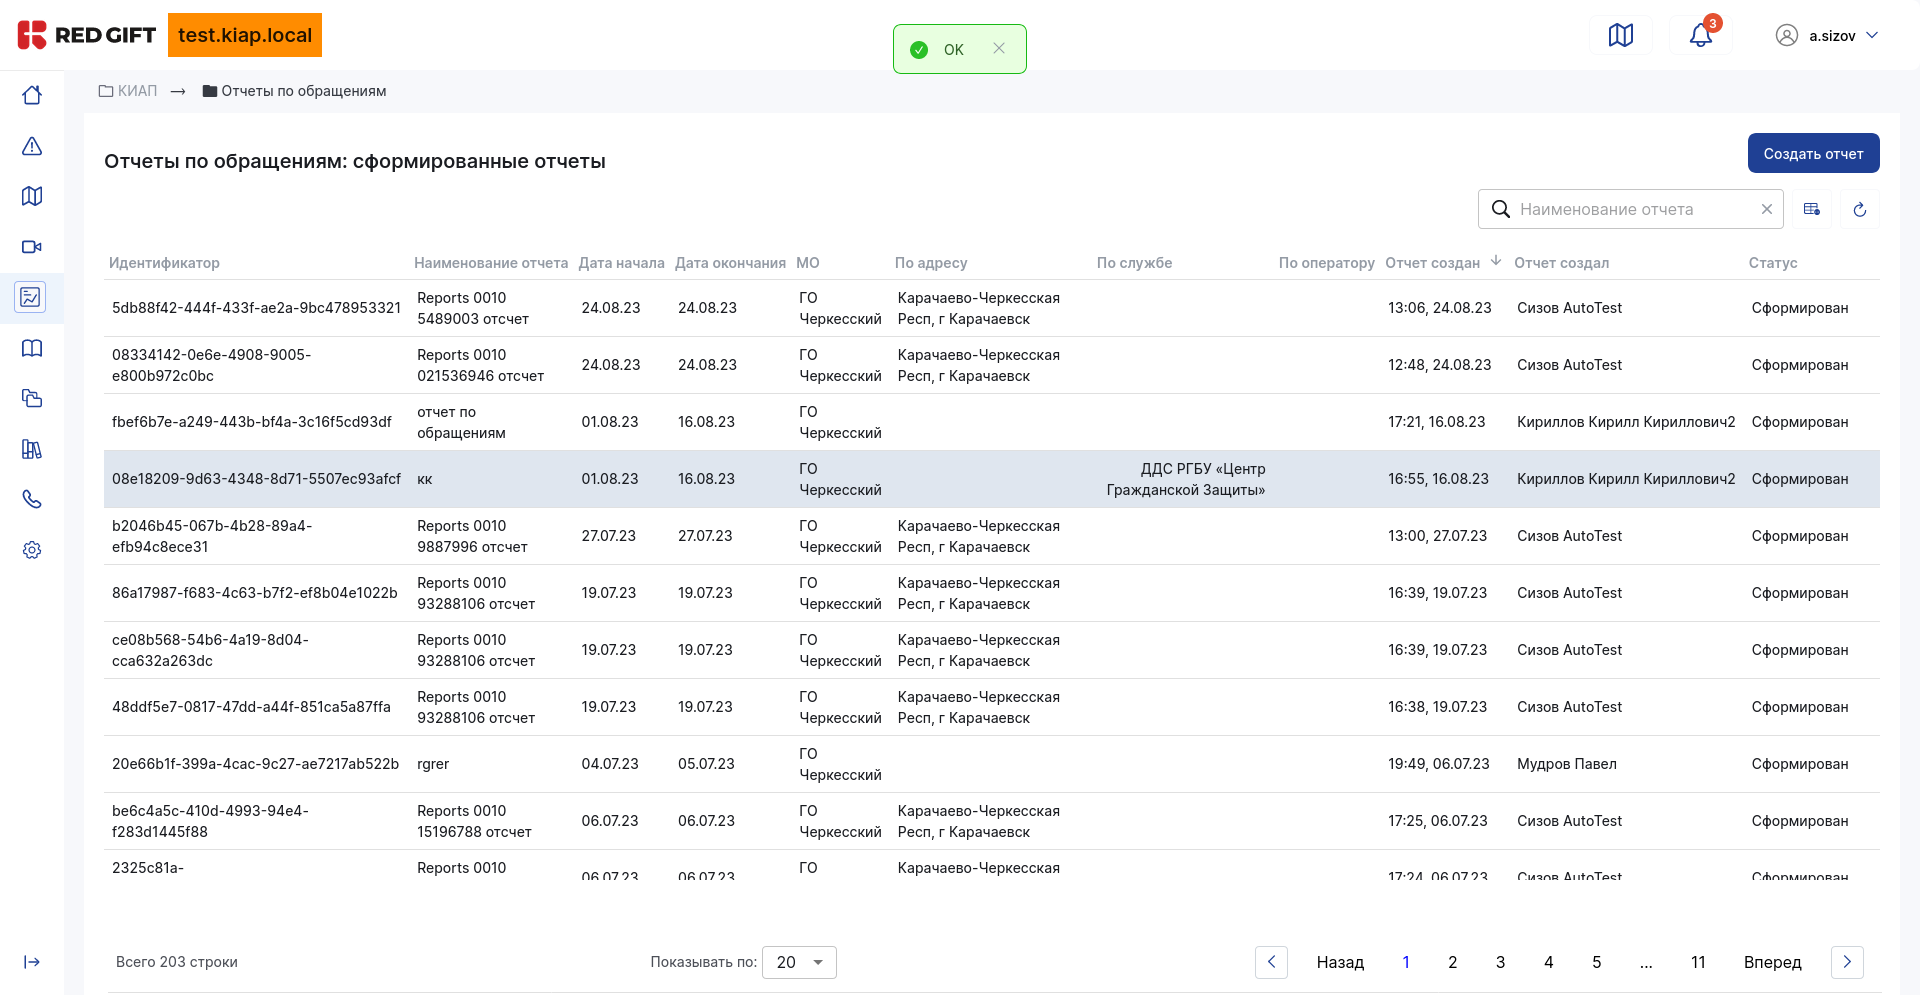 RED GIFT test.kiap.local OK 3 a.sizov
КИАП → Отчеты по обращениям
Отчеты по обращениям: сформированные отчеты
Создать отчет
Наименование отчета
Идентификатор Наименование отчета Дата начала Дата окончания МО По адресу По службе По оператору Отчет создан Отчет создал Статус
5db88f42-444f-433f-ae2a-9bc478953321 Reports 0010 5489003 отсчет 24.08.23 24.08.23 ГО Черкесский Карачаево-Черкесская Респ, г Карачаевск 13:06, 24.08.23 Сизов AutoTest Сформирован
08334142-0e6e-4908-9005-e800b972c0bc Reports 0010 021536946 отсчет 24.08.23 24.08.23 ГО Черкесский Карачаево-Черкесская Респ, г Карачаевск 12:48, 24.08.23 Сизов AutoTest Сформирован
fbef6b7e-a249-443b-bf4a-3c16f5cd93df отчет по обращениям 01.08.23 16.08.23 ГО Черкесский 17:21, 16.08.23 Кириллов Кирилл Кириллович2 Сформирован
08e18209-9d63-4348-8d71-5507ec93afcf кк 01.08.23 16.08.23 ГО Черкесский ДДС РГБУ «Центр Гражданской Защиты» 16:55, 16.08.23 Кириллов Кирилл Кириллович2 Сформирован
b2046b45-067b-4b28-89a4-efb94c8ece31 Reports 0010 9887996 отсчет 27.07.23 27.07.23 ГО Черкесский Карачаево-Черкесская Респ, г Карачаевск 13:00, 27.07.23 Сизов AutoTest Сформирован
86a17987-f683-4c63-b7f2-ef8b04e1022b Reports 0010 93288106 отсчет 19.07.23 19.07.23 ГО Черкесский Карачаево-Черкесская Респ, г Карачаевск 16:39, 19.07.23 Сизов AutoTest Сформирован
ce08b568-54b6-4a19-8d04-cca632a263dc Reports 0010 93288106 отсчет 19.07.23 19.07.23 ГО Черкесский Карачаево-Черкесская Респ, г Карачаевск 16:39, 19.07.23 Сизов AutoTest Сформирован
48ddf5e7-0817-47dd-a44f-851ca5a87ffa Reports 0010 93288106 отсчет 19.07.23 19.07.23 ГО Черкесский Карачаево-Черкесская Респ, г Карачаевск 16:38, 19.07.23 Сизов AutoTest Сформирован
20e66b1f-399a-4cac-9c27-ae7217ab522b rgrer 04.07.23 05.07.23 ГО Черкесский 19:49, 06.07.23 Мудров Павел Сформирован
be6c4a5c-410d-4993-94e4-f283d1445f88 Reports 0010 15196788 отсчет 06.07.23 06.07.23 ГО Черкесский Карачаево-Черкесская Респ, г Карачаевск 17:25, 06.07.23 Сизов AutoTest Сформирован
2325c81a- Reports 0010 06.07.23 06.07.23 ГО Карачаево-Черкесская 17:24, 06.07.23 Сизов AutoTest Сформирован
Всего 203 строки Показывать по: 20 Назад 1 2 3 4 5 ... 11 Вперед